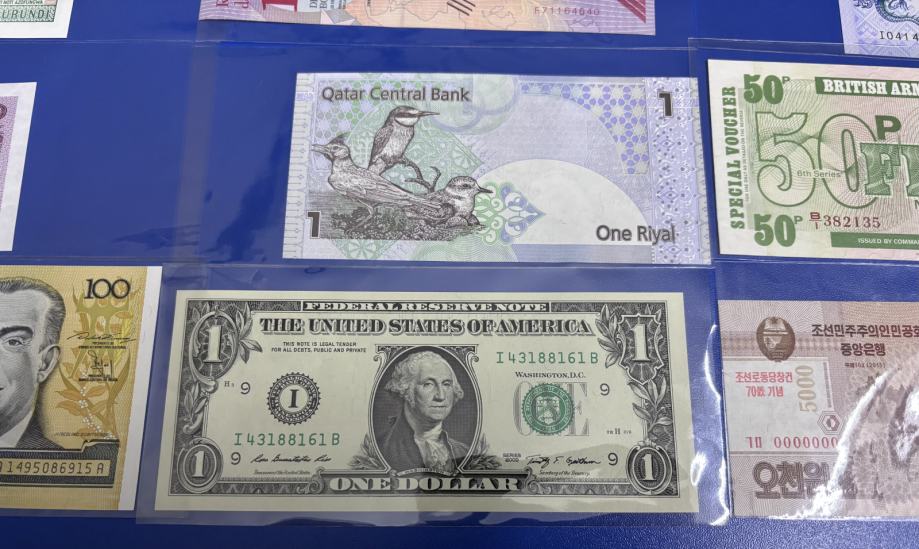 BURUNDI
F71164640
I0414
Qatar Central Bank
1
1
One Riyal
SPECIAL VOUCHER
50P
BRITISH ARM
50 P
6th Series
B/1 382135
50P
ISSUED BY COMMA
100
A 1495086915 A
FEDERAL RESERVE NOTE
THE UNITED STATES OF AMERICA
1
1
THIS NOTE IS LEGAL TENDER
FOR ALL DEBTS, PUBLIC AND PRIVATE
I 43188161 B
WASHINGTON, D.C.
9
9
I
I 43188161 B
9
9
SERIES
2009
1
ONE DOLLAR
1
조선민주주의인민공
중앙은행
조선로동당창건
70돐 기념
5000
ㄱㅁ 0000000
오천원